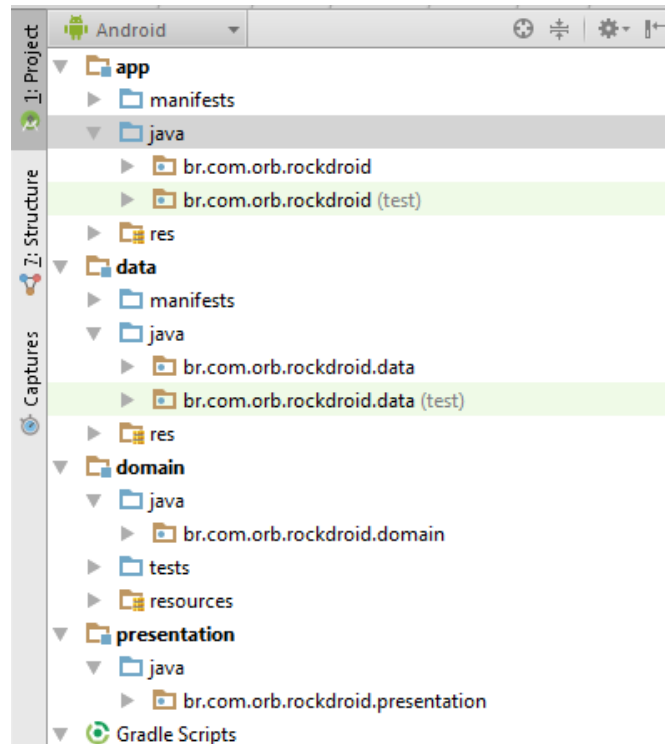 1: Project
7: Structure
Captures
Android
app
manifests
java
br.com.orb.rockdroid
br.com.orb.rockdroid (test)
res
data
manifests
java
br.com.orb.rockdroid.data
br.com.orb.rockdroid.data (test)
res
domain
java
br.com.orb.rockdroid.domain
tests
resources
presentation
java
br.com.orb.rockdroid.presentation
Gradle Scripts